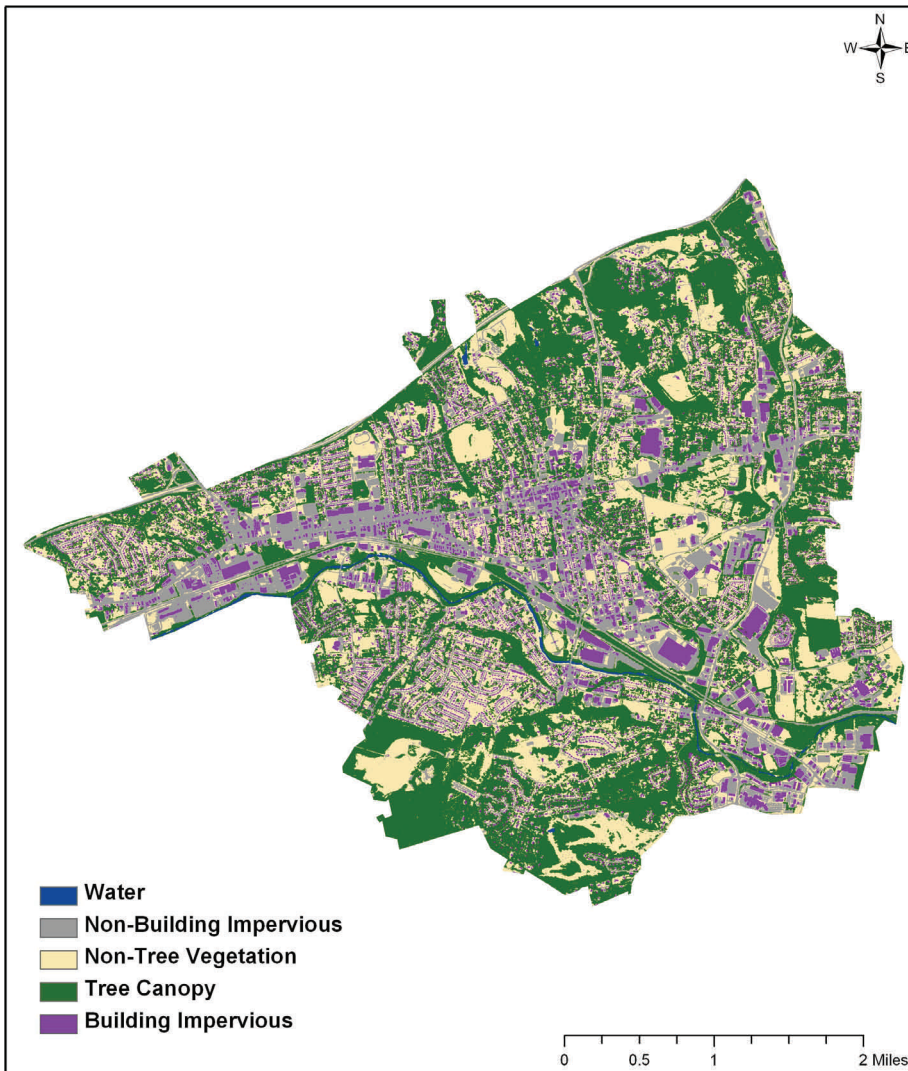 N
W E
S
Water
Non-Building Impervious
Non-Tree Vegetation
Tree Canopy
Building Impervious
0 0.5 1 2 Miles